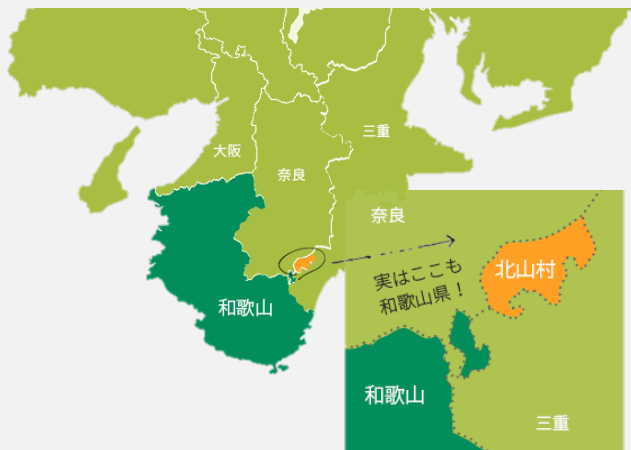 大阪
三重
奈良
和歌山
奈良
実はここも
和歌山県！
北山村
和歌山
三重